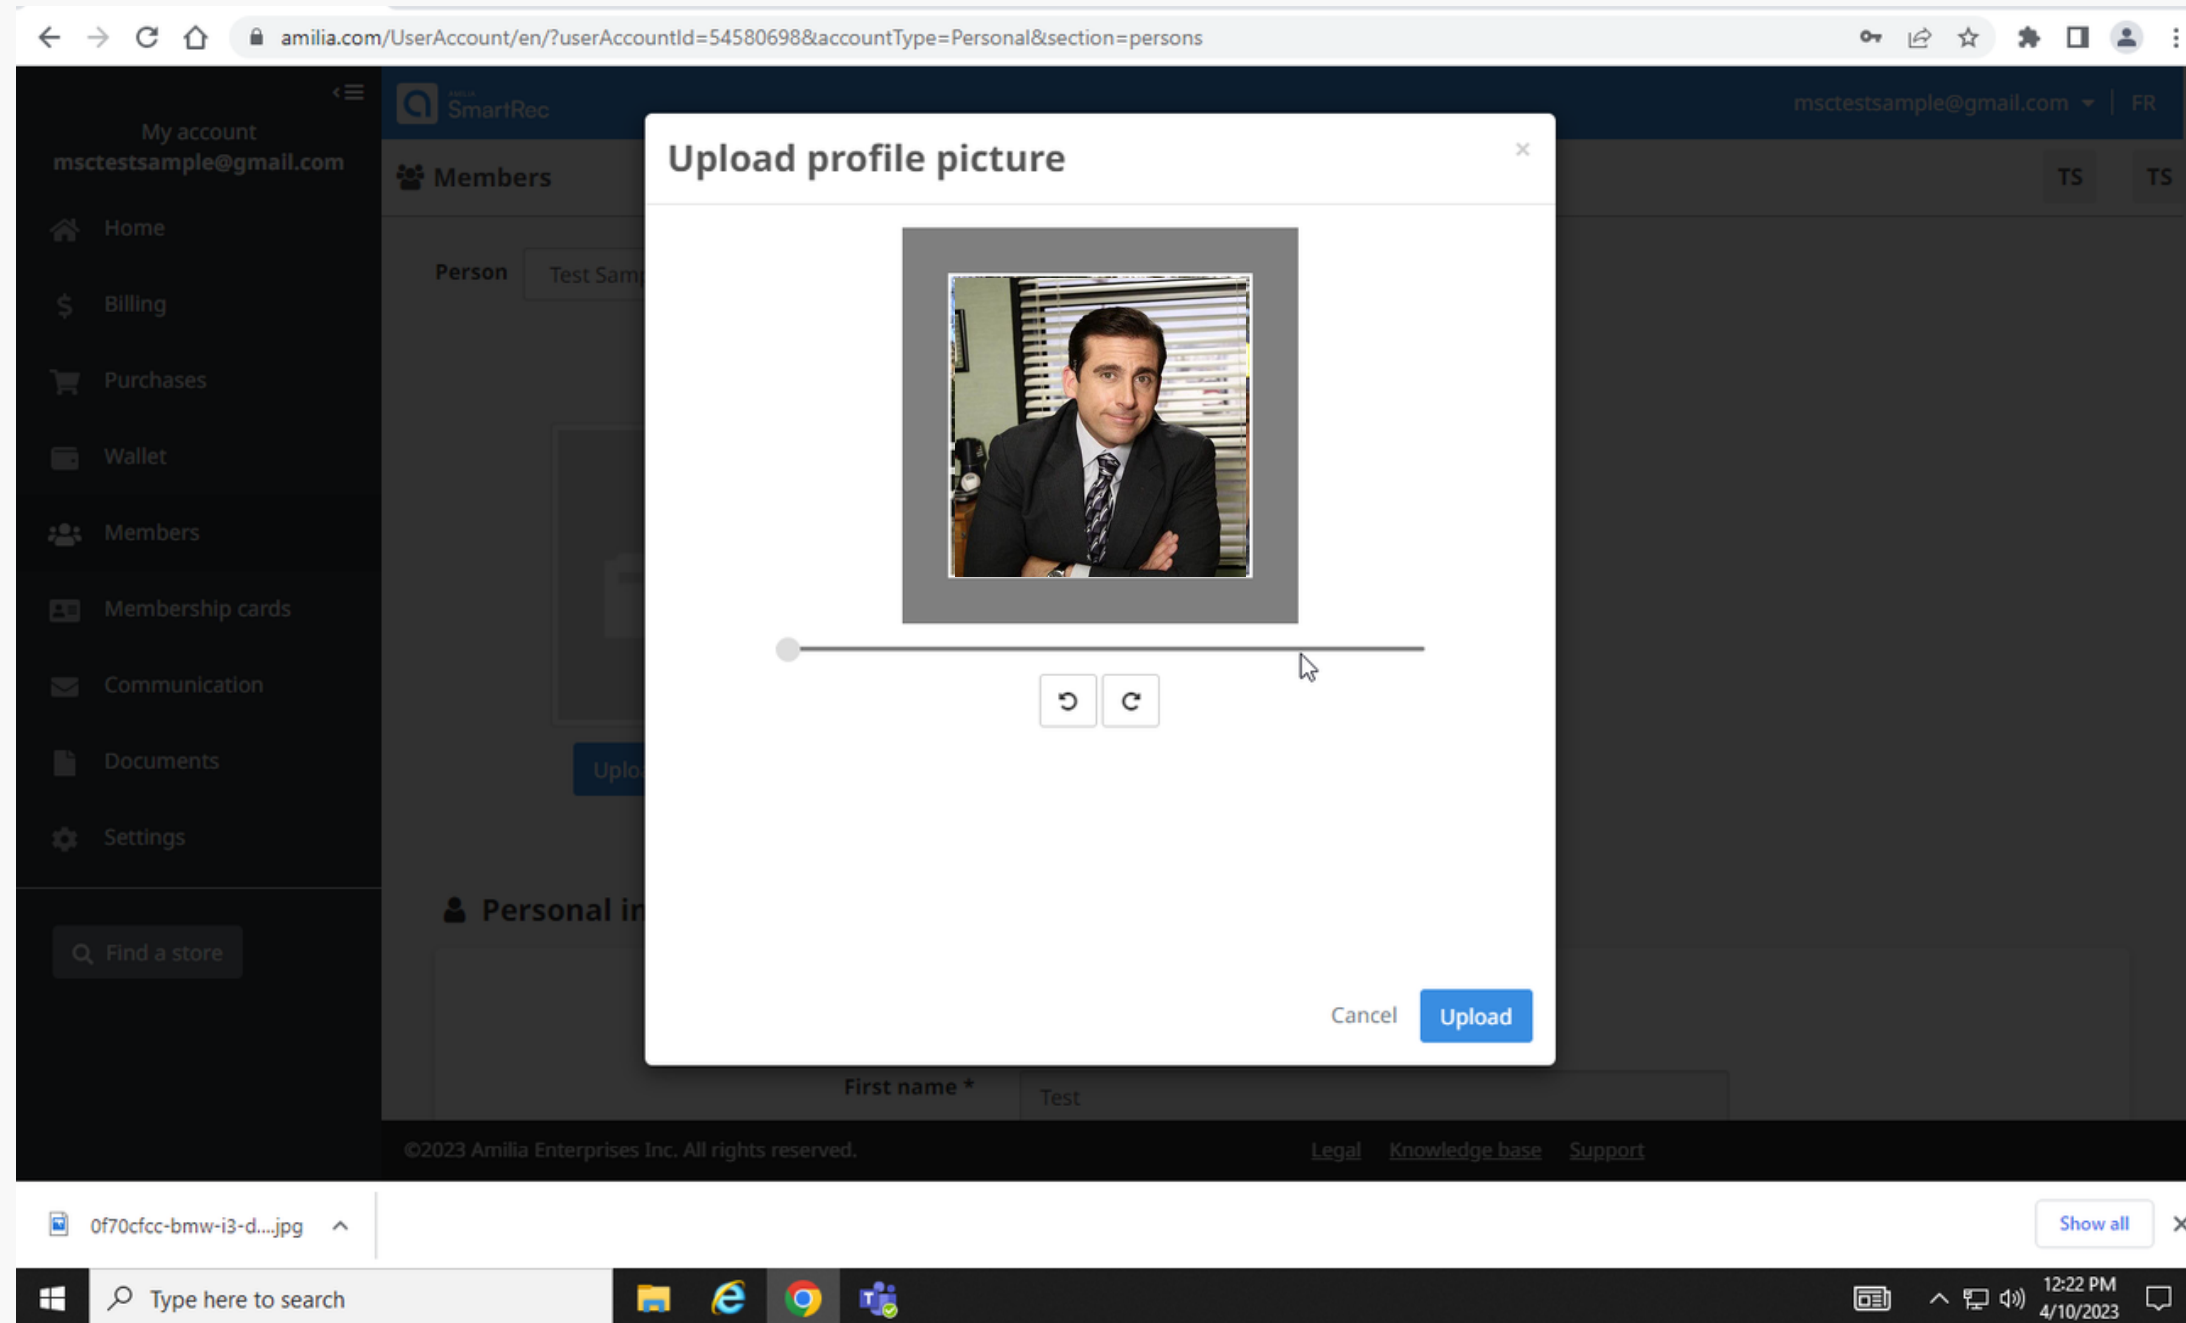 amilia.com/UserAccount/en/?userAccountId=54580698&accountType=Personal&section=persons
My account
msctestsample@gmail.com
Home
Billing
Purchases
Wallet
Members
Membership cards
Communication
Documents
Settings
Find a store
AMILIA
SmartRec
msctestsample@gmail.com
FR
Members
TS
TS
Person
Test Sam
Uplo
Personal in
Upload profile picture
Cancel
Upload
First name *
Test
©2023 Amilia Enterprises Inc. All rights reserved.
Legal
Knowledge base
Support
0f70cfcc-bmw-i3-d....jpg
Show all
Type here to search
12:22 PM
4/10/2023